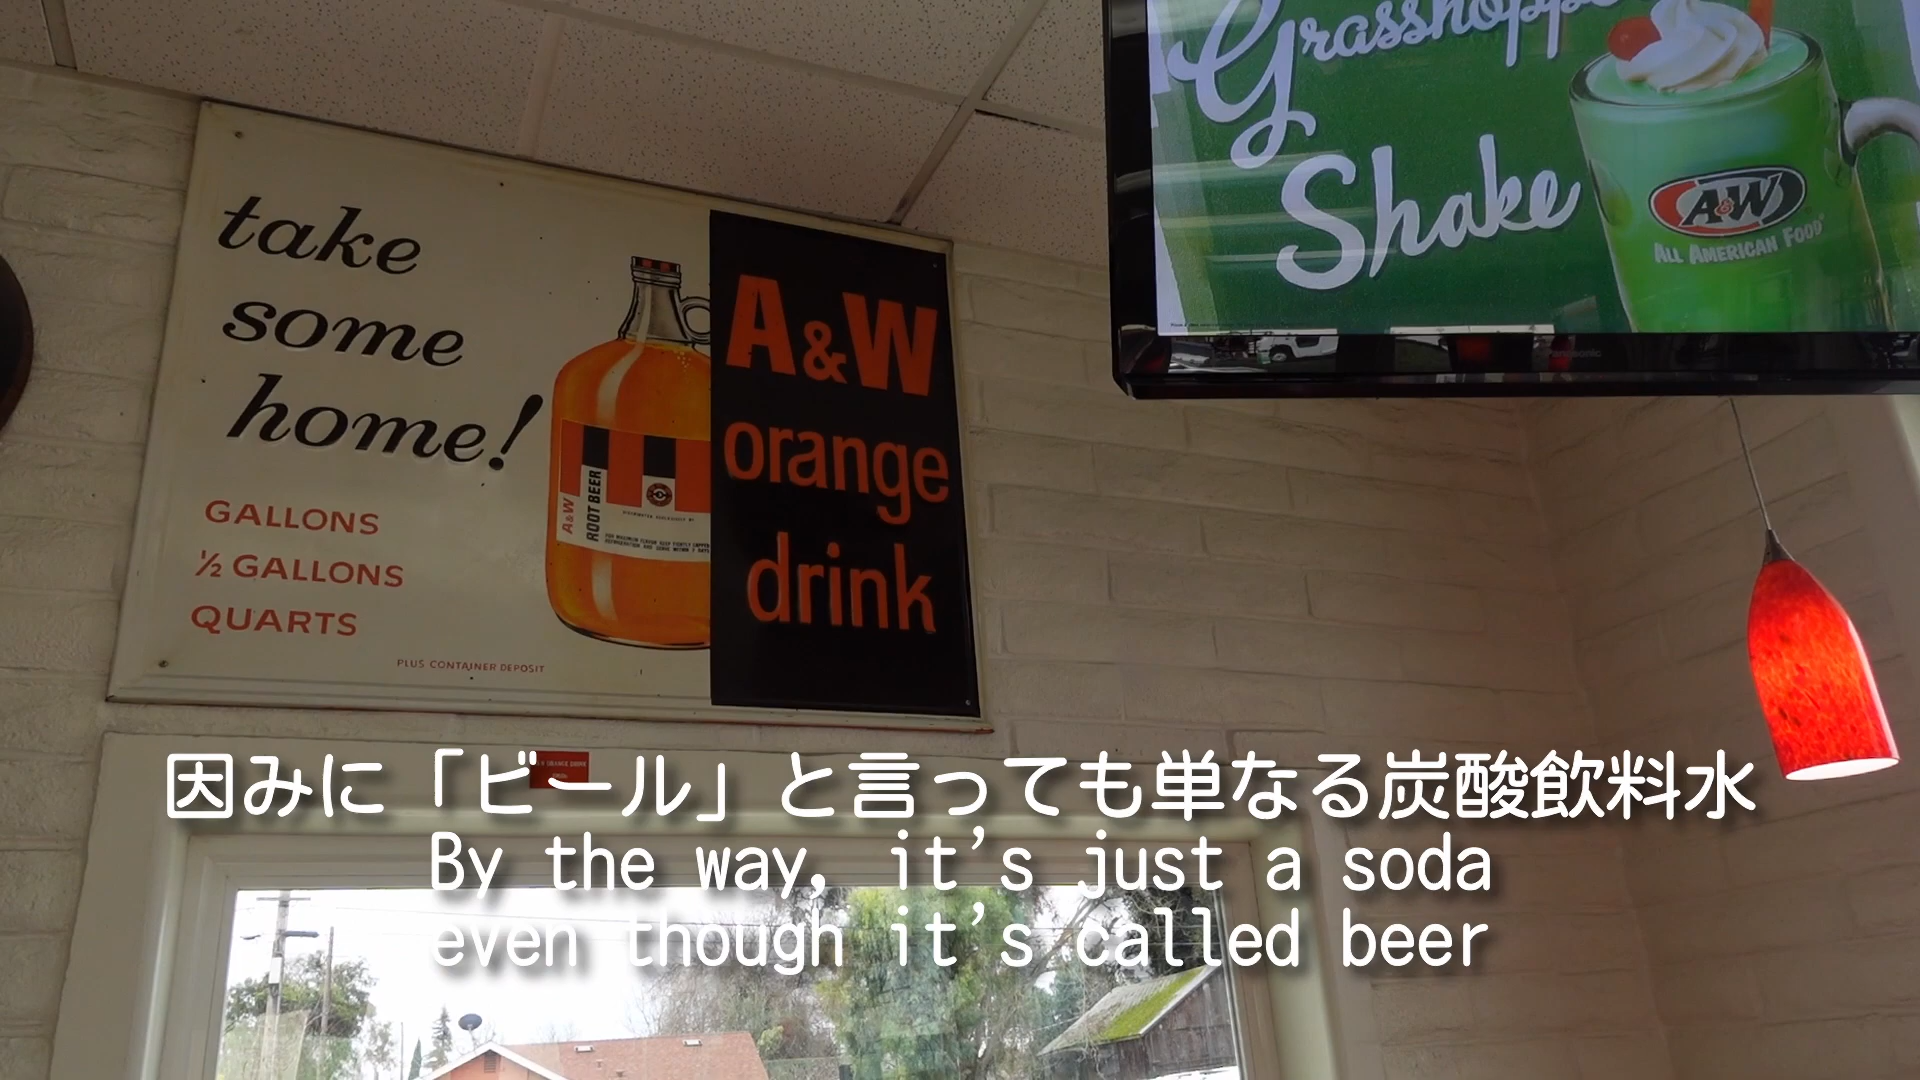 take
some
home!
GALLONS
½ GALLONS
QUARTS
PLUS CONTAINER DEPOSIT
A&W
ROOT BEER
A&W
orange
drink
Shake
A&W
ALL AMERICAN FOOD
Panasonic
因みに「ビール」と言っても単なる炭酸飲料水
By the way, it's just a soda
even though it's called beer